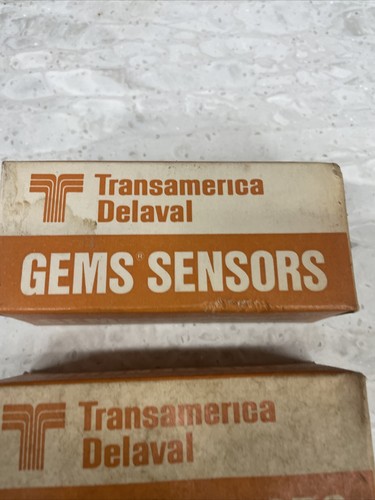 Transamerica
Delaval
GEMS® SENSORS
Transamerica
Delaval